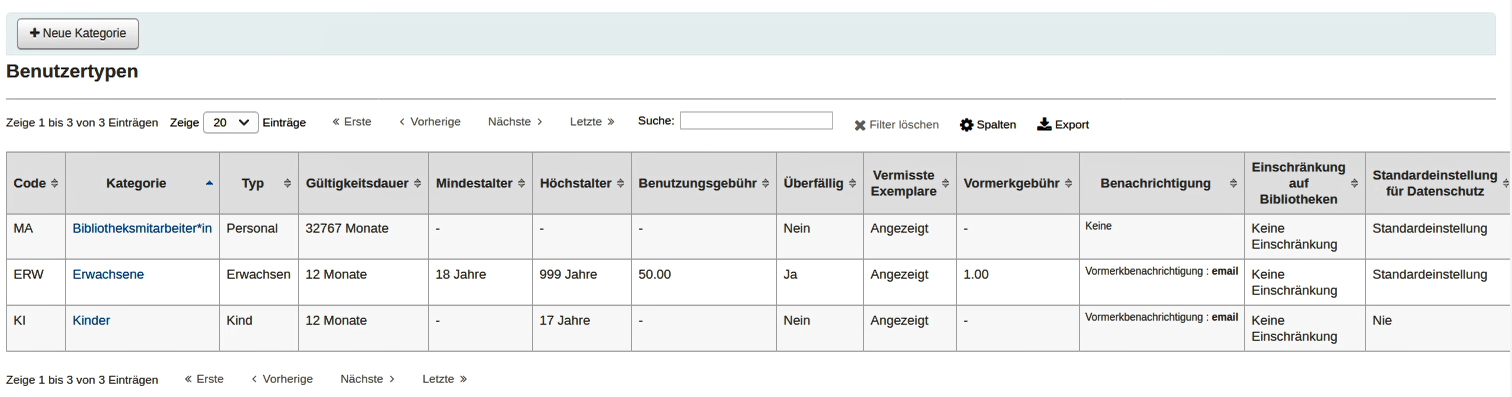 Neue Kategorie
Benutzertypen
Zeige 1 bis 3 von 3 Einträgen Zeige 20 Einträge Erste Vorherige Nächste Letzte Suche: Filter löschen Spalten Export
Code Kategorie Typ Gültigkeitsdauer Mindestalter Höchstalter Benutzungsgebühr Überfällig Vermisste Exemplare Vormerkgebühr Benachrichtigung Einschränkung auf Bibliotheken Standardeinstellung für Datenschutz
MA Bibliotheksmitarbeiter*in Personal 32767 Monate - - - Nein Angezeigt - Keine Keine Einschränkung Standardeinstellung
ERW Erwachsene Erwachsen 12 Monate 18 Jahre 999 Jahre 50.00 Ja Angezeigt 1.00 Vormerkbenachrichtigung : email Keine Einschränkung Standardeinstellung
KI Kinder Kind 12 Monate - 17 Jahre - Nein Angezeigt - Vormerkbenachrichtigung : email Keine Einschränkung Nie
Zeige 1 bis 3 von 3 Einträgen Erste Vorherige Nächste Letzte